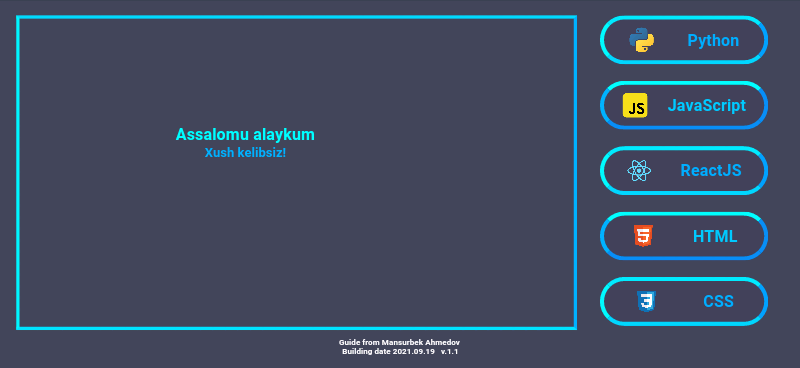 Assalomu alaykum
Xush kelibsiz!
Python
JS
JavaScript
ReactJS
5
HTML
3
CSS
Guide from Mansurbek Ahmedov
Building date 2021.09.19 v.1.1